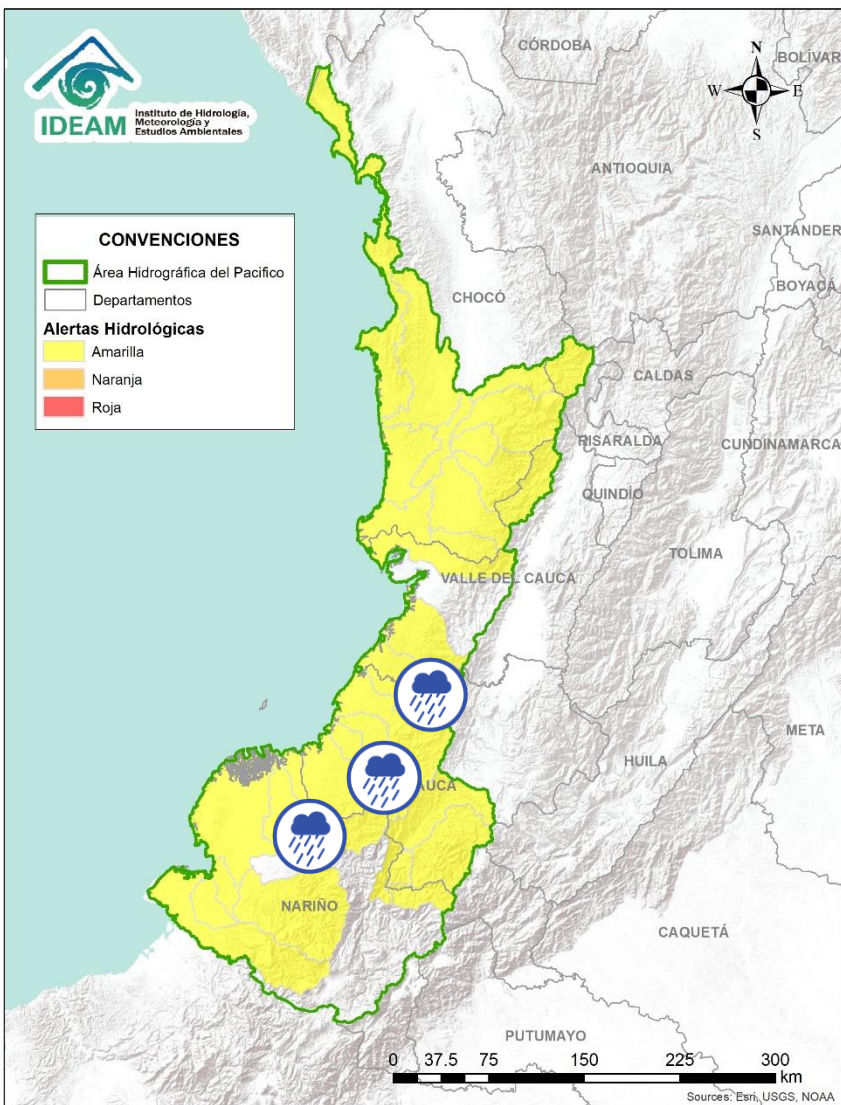 IDEAM
Instituto de Hidrología,
Meteorología y
Estudios Ambientales
CÓRDOBA
BOLÍVAR
N
W
E
S
ANTIOQUIA
SANTÁNDER
BOYACÁ
CONVENCIONES
Área Hidrográfica del Pacifico
Departamentos
Alertas Hidrológicas
Amarilla
Naranja
Roja
CHOCÓ
CALDAS
RISARALDA
CUNDINAMARCA
QUINDÍO
TOLIMA
VALLE DEL CAUCA
META
HUILA
AUCA
NARIÑO
CAQUETÁ
PUTUMAYO
0 37.5 75 150 225 300
km
Sources: Esri, USGS, NOAA